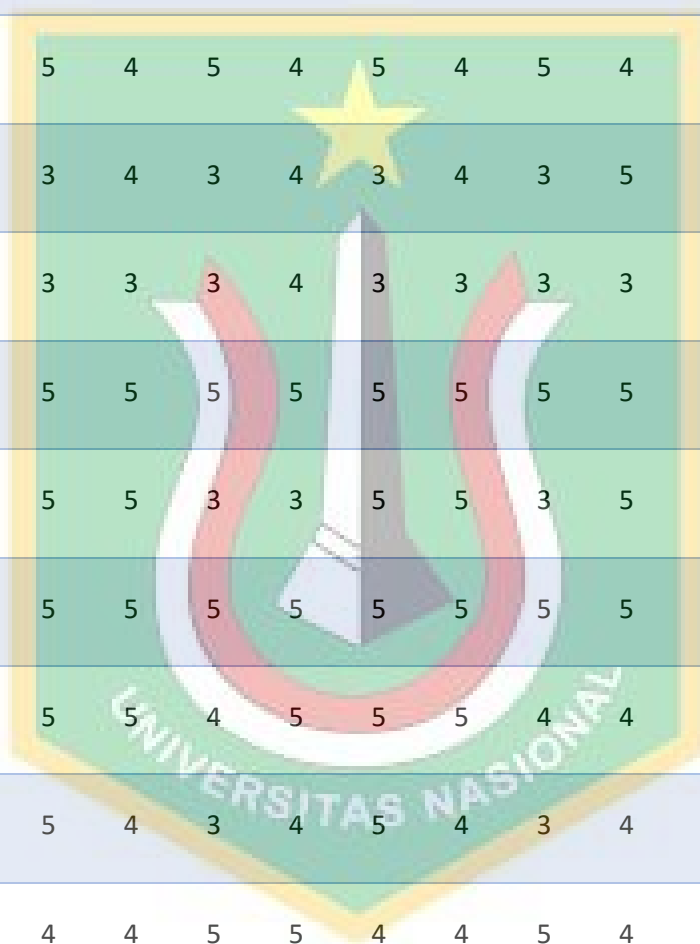 5 4 5 4 5 4 5 4
3 4 3 4 3 4 3 5
3 3 3 4 3 3 3 3
5 5 5 5 5 5 5 5
5 5 3 3 5 5 3 5
5 5 5 5 5 5 5 5
5 5 4 5 5 5 4 4
UNIVERSITAS NASIONAL
5 4 3 4 5 4 3 4
4 4 5 5 4 4 5 4